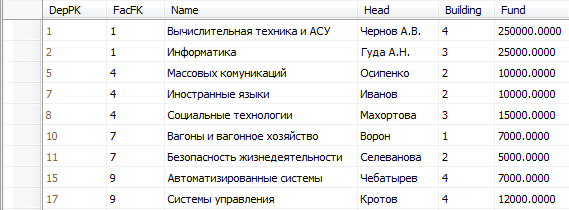 DepPK FacFK Name Head Building Fund
1 1 Вычислительная техника и АСУ Чернов А.В. 4 250000.0000
2 1 Информатика Гуда А.Н. 3 25000.0000
5 4 Массовых комуникаций Осипенко 2 10000.0000
7 4 Иностранные языки Иванов 2 10000.0000
8 4 Социальные технологии Махортова 3 15000.0000
10 7 Вагоны и вагонное хозяйство Ворон 1 7000.0000
11 7 Безопасность жизнедеятельности Селеванова 2 5000.0000
15 9 Автоматизированные системы Чебатырев 4 7000.0000
17 9 Системы управления Кротов 4 12000.0000